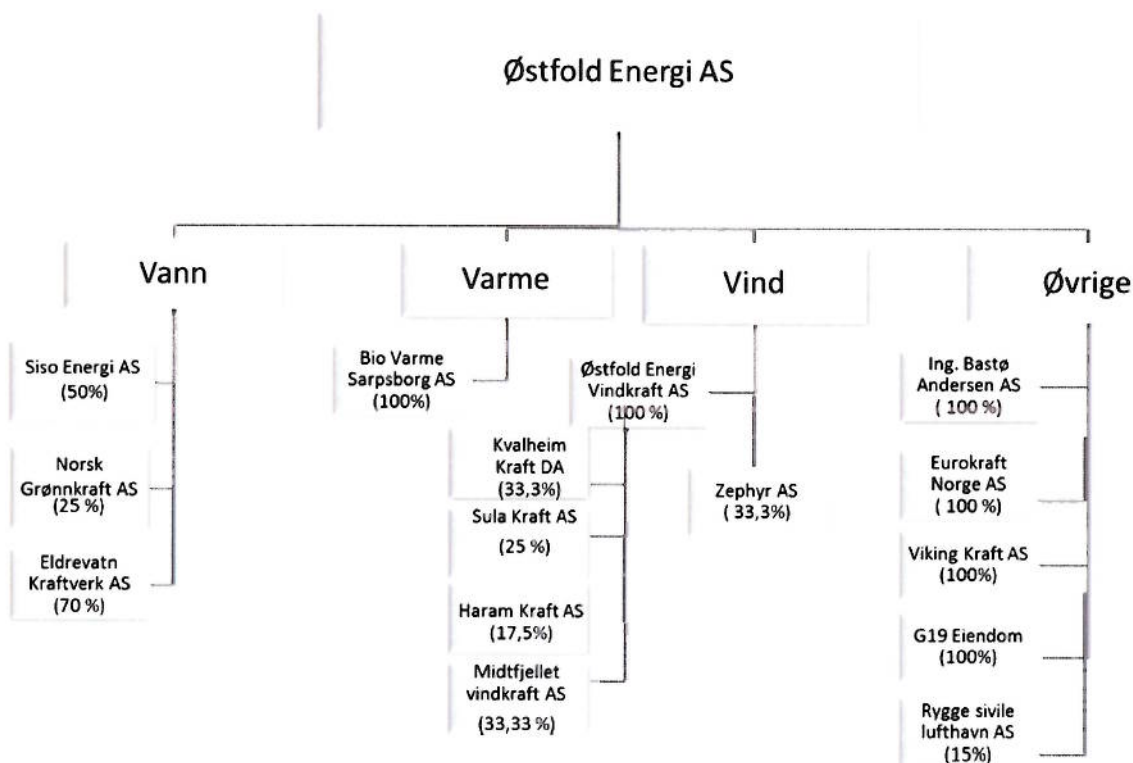 Østfold Energi AS
Vann
Siso Energi AS
(50%)
Norsk
Grønnkraft AS
(25 %)
Eldrevatn
Kraftverk AS
(70 %)
Varme
Bio Varme
Sarpsborg AS
(100%)
Vind
Østfold Energi
Vindkraft AS
(100 %)
Kvalheim
Kraft DA
(33,3%)
Sula Kraft AS
(25 %)
Haram Kraft AS
(17,5%)
Midtfjellet
vindkraft AS
(33,33 %)
Zephyr AS
( 33,3%)
Øvrige
Ing. Bastø
Andersen AS
( 100 %)
Eurokraft
Norge AS
( 100 %)
Viking Kraft AS
(100%)
G19 Eiendom
(100%)
Rygge sivile
lufthavn AS
(15%)